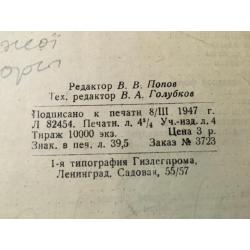 Редактор В. В. Попов
Тех. редактор В. А. Голубков
Подписано к печати 8/III 1947 г.
Л 82454. Печатн. л. 4³/₄ Уч.-изд. л. 4
Тираж 10000 экз. Цена 3 р.
Знак. в печ. л. 39,5 Заказ № 3723
1-я типография Гизлегпрома,
Ленинград, Садовая, 55/57